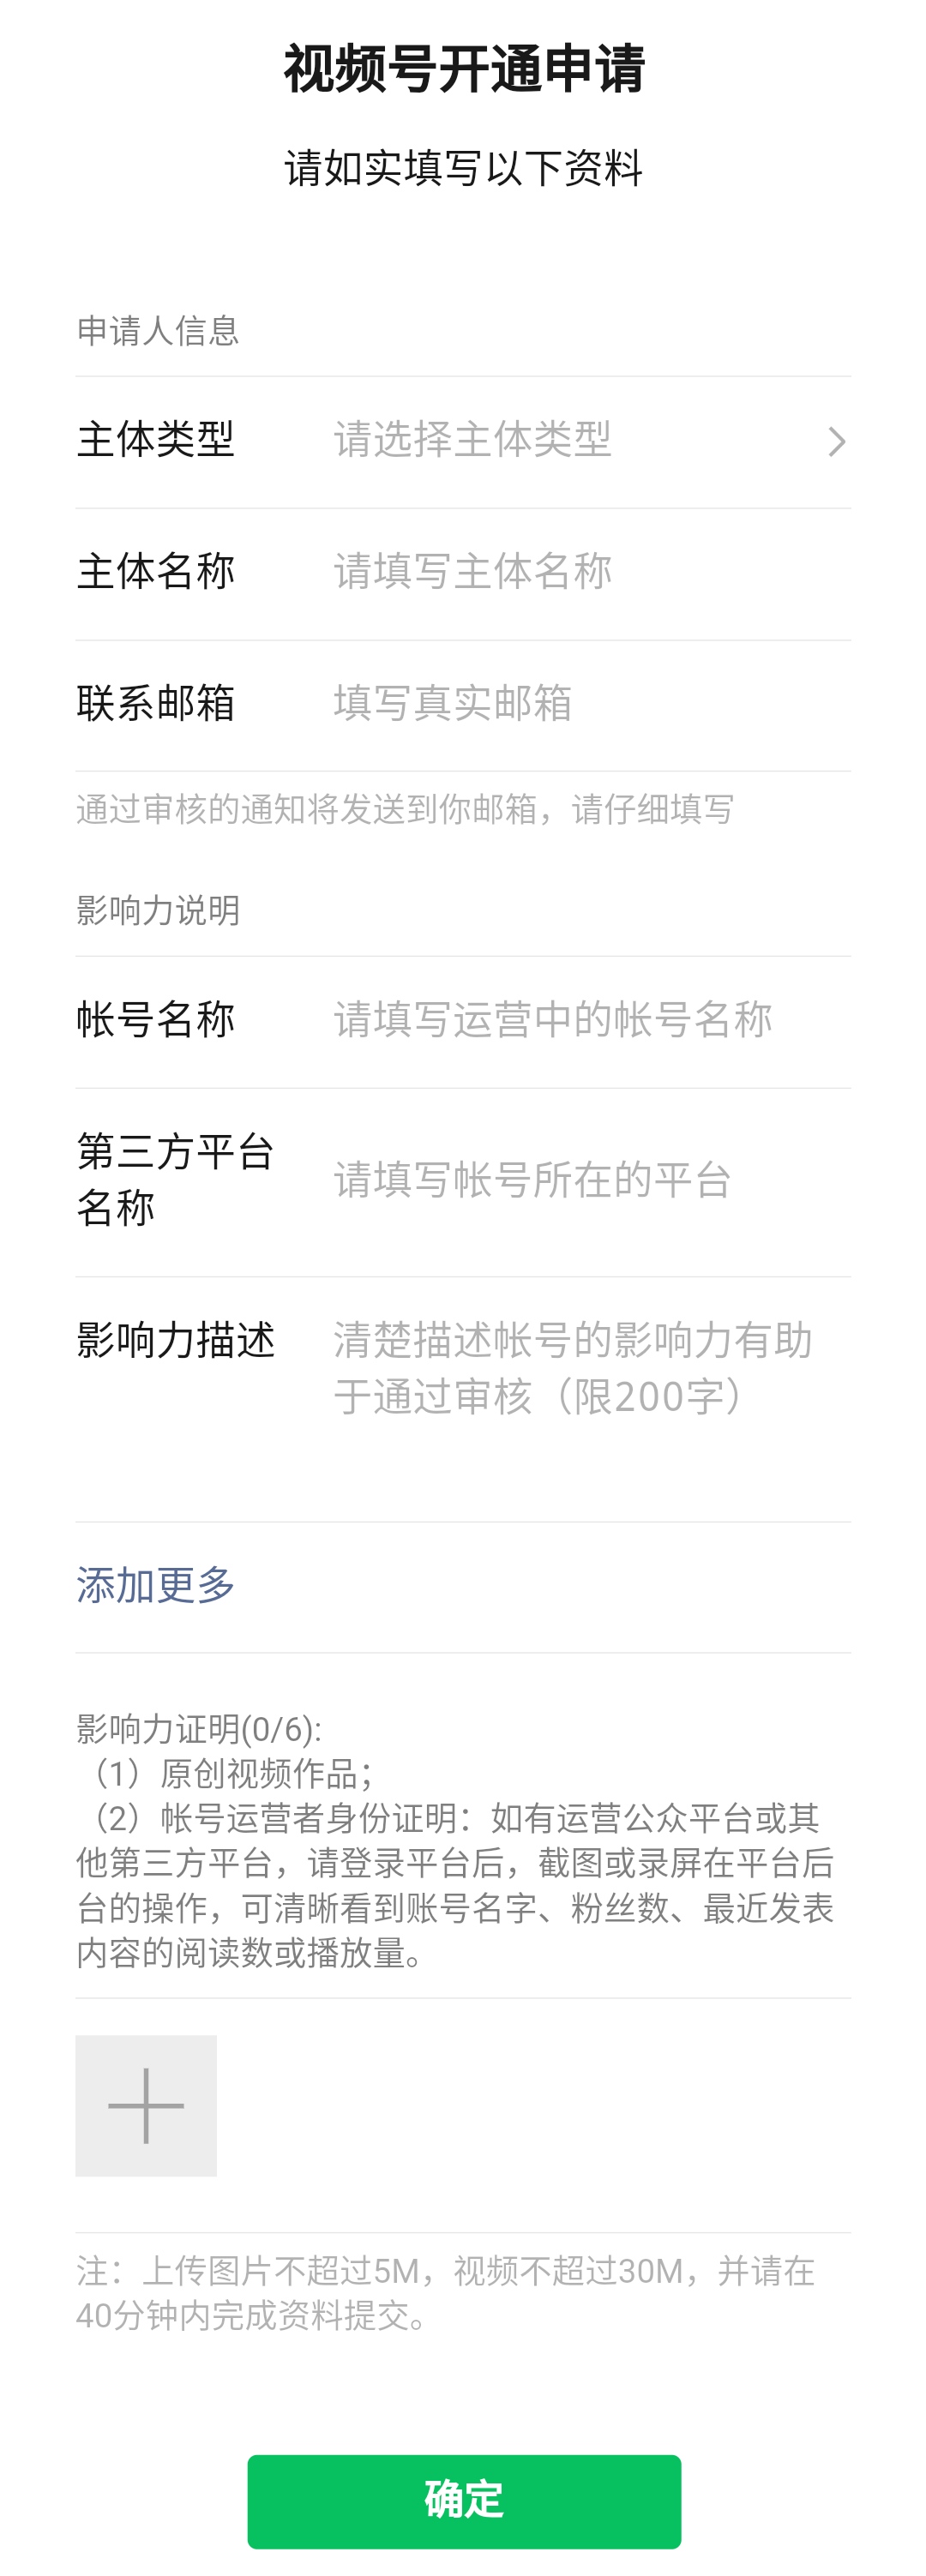 视频号开通申请
请如实填写以下资料
申请人信息
主体类型 请选择主体类型
主体名称 请填写主体名称
联系邮箱 填写真实邮箱
通过审核的通知将发送到你邮箱，请仔细填写
影响力说明
帐号名称 请填写运营中的帐号名称
第三方平台
名称
请填写帐号所在的平台
影响力描述 清楚描述帐号的影响力有助
于通过审核（限200字）
添加更多
影响力证明(0/6):
（1）原创视频作品；
（2）帐号运营者身份证明：如有运营公众平台或其
他第三方平台，请登录平台后，截图或录屏在平台后
台的操作，可清晰看到账号名字、粉丝数、最近发表
内容的阅读数或播放量。
注：上传图片不超过5M，视频不超过30M，并请在
40分钟内完成资料提交。
确定